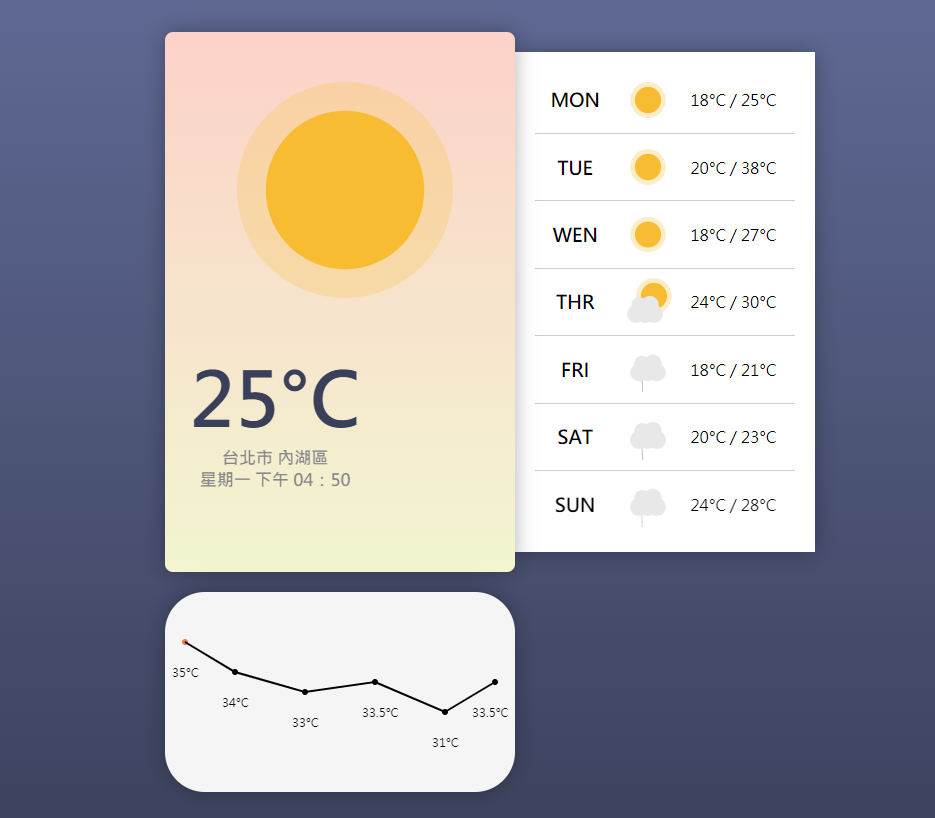 25°C
台北市 內湖區
星期一 下午 04：50
MON 18°C / 25°C
TUE 20°C / 38°C
WEN 18°C / 27°C
THR 24°C / 30°C
FRI 18°C / 21°C
SAT 20°C / 23°C
SUN 24°C / 28°C
35°C
34°C
33°C
33.5°C
31°C
33.5°C